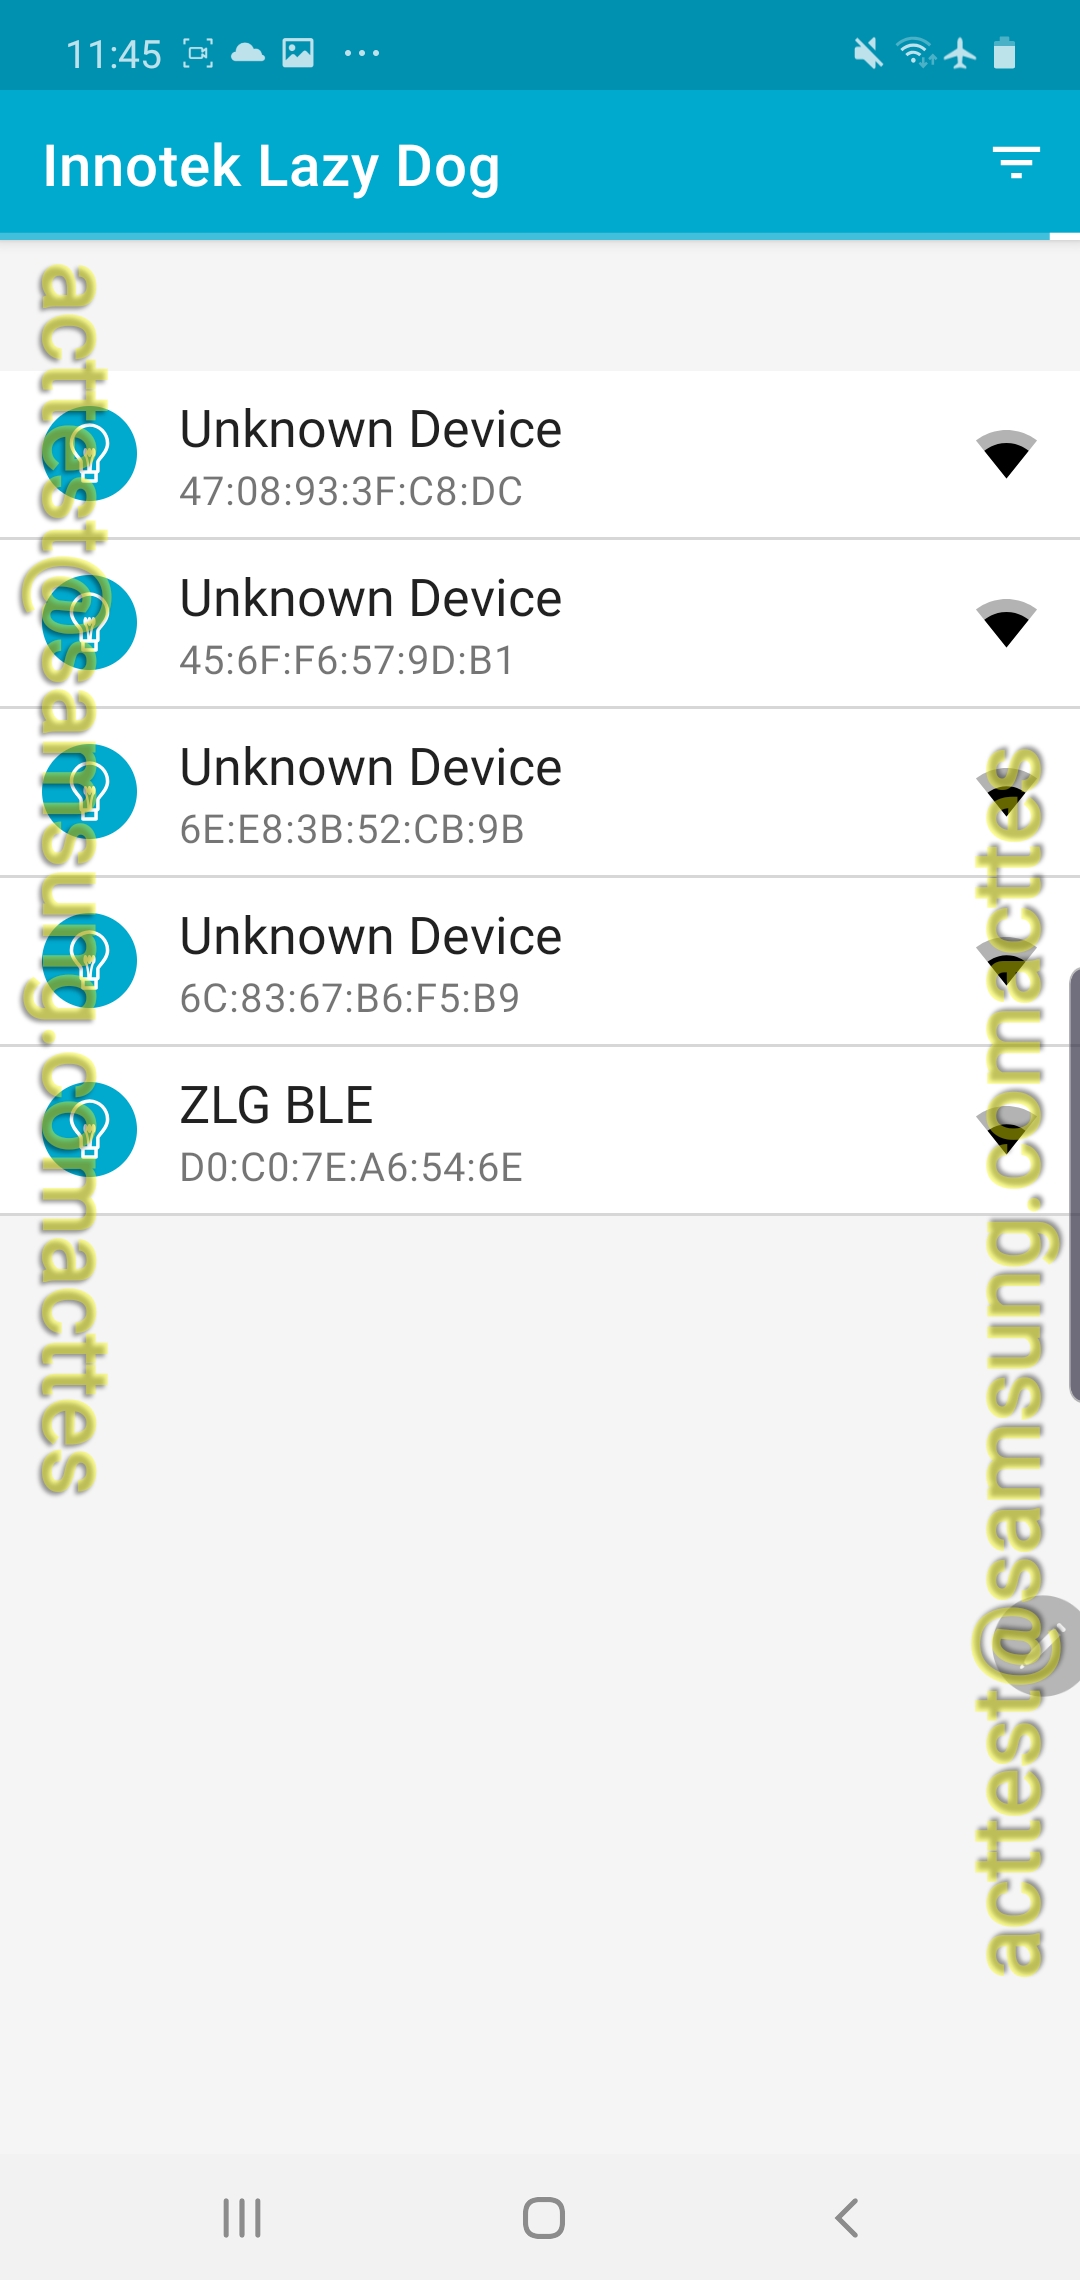 11:45
Innotek Lazy Dog
Unknown Device
47:08:93:3F:C8:DC
Unknown Device
45:6F:F6:57:9D:B1
Unknown Device
6E:E8:3B:52:CB:9B
Unknown Device
6C:83:67:B6:F5:B9
ZLG BLE
D0:C0:7E:A6:54:6E
acttest@samsung.comacttes
acttest@samsung.comacttes